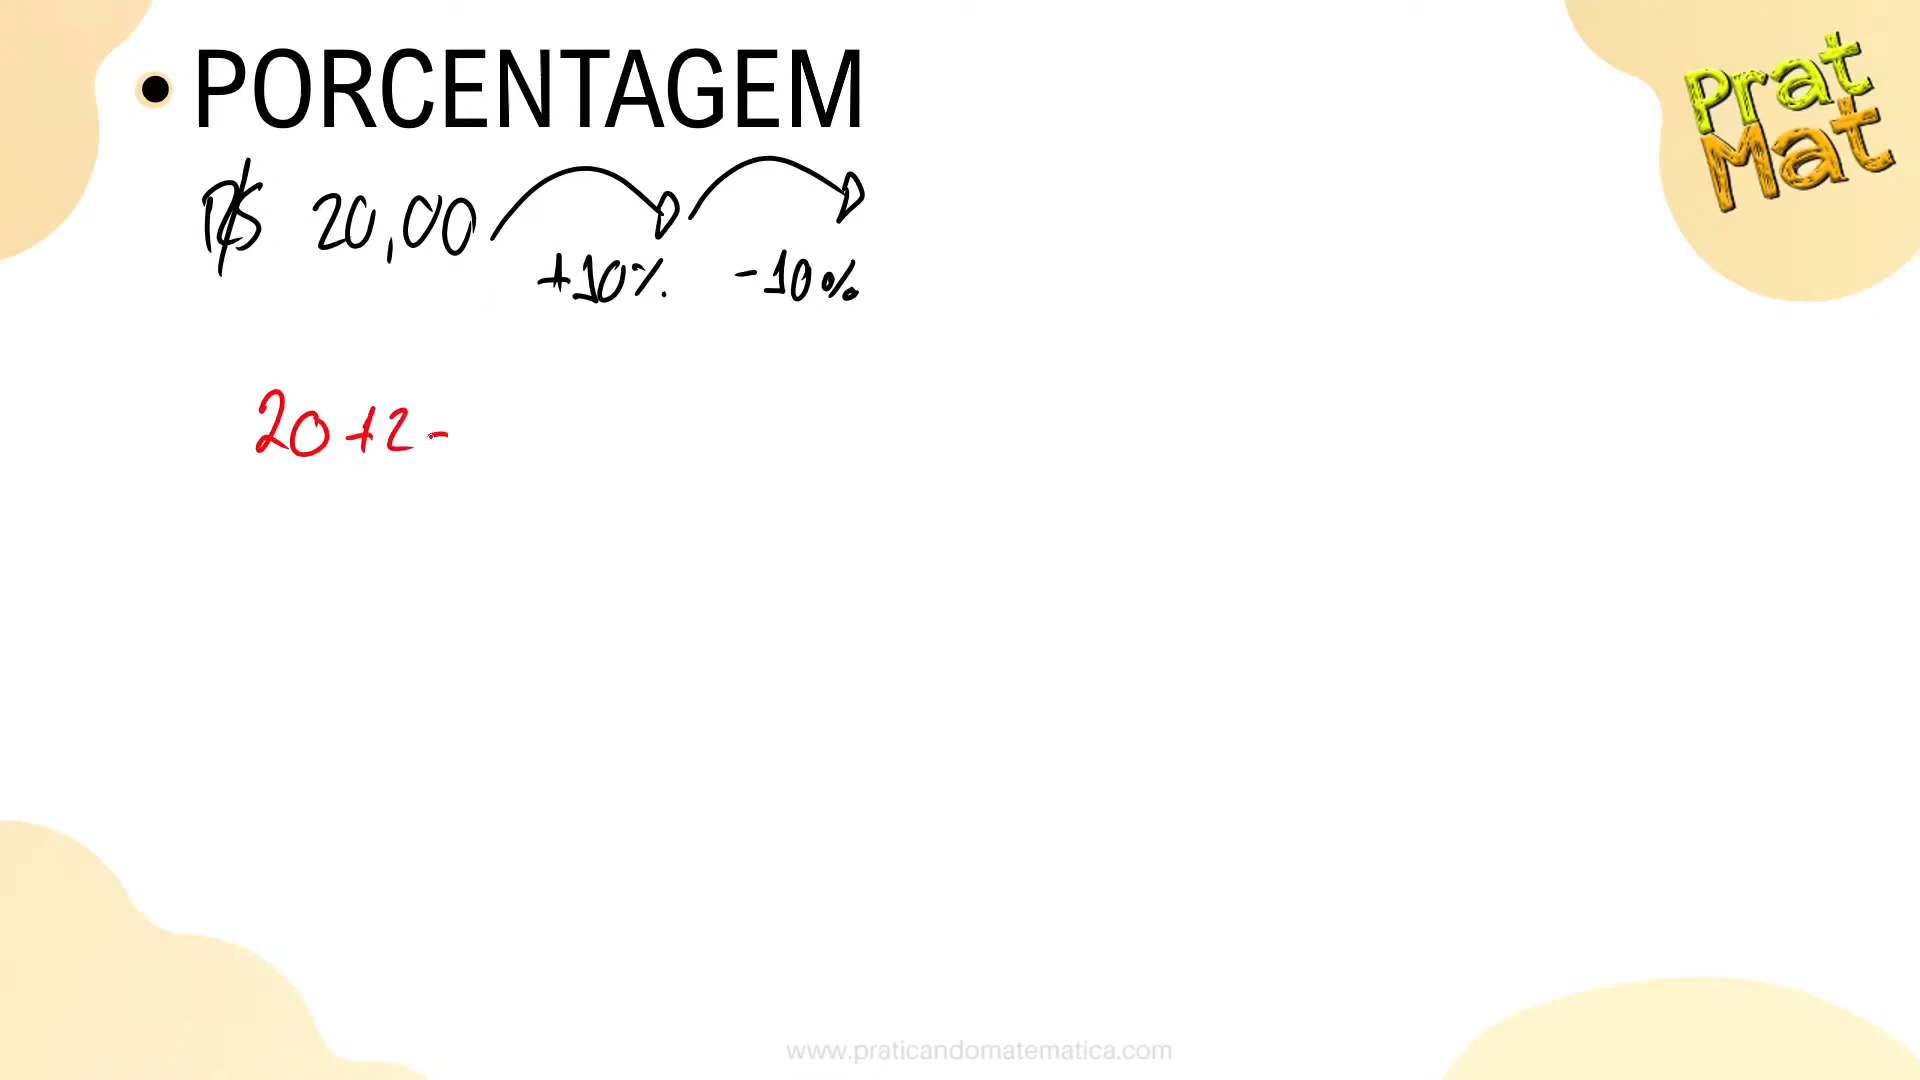 • PORCENTAGEM
Prat
Mat
R$ 20,00
+10% -10%
20 + 2 -
www.praticandomatematica.com